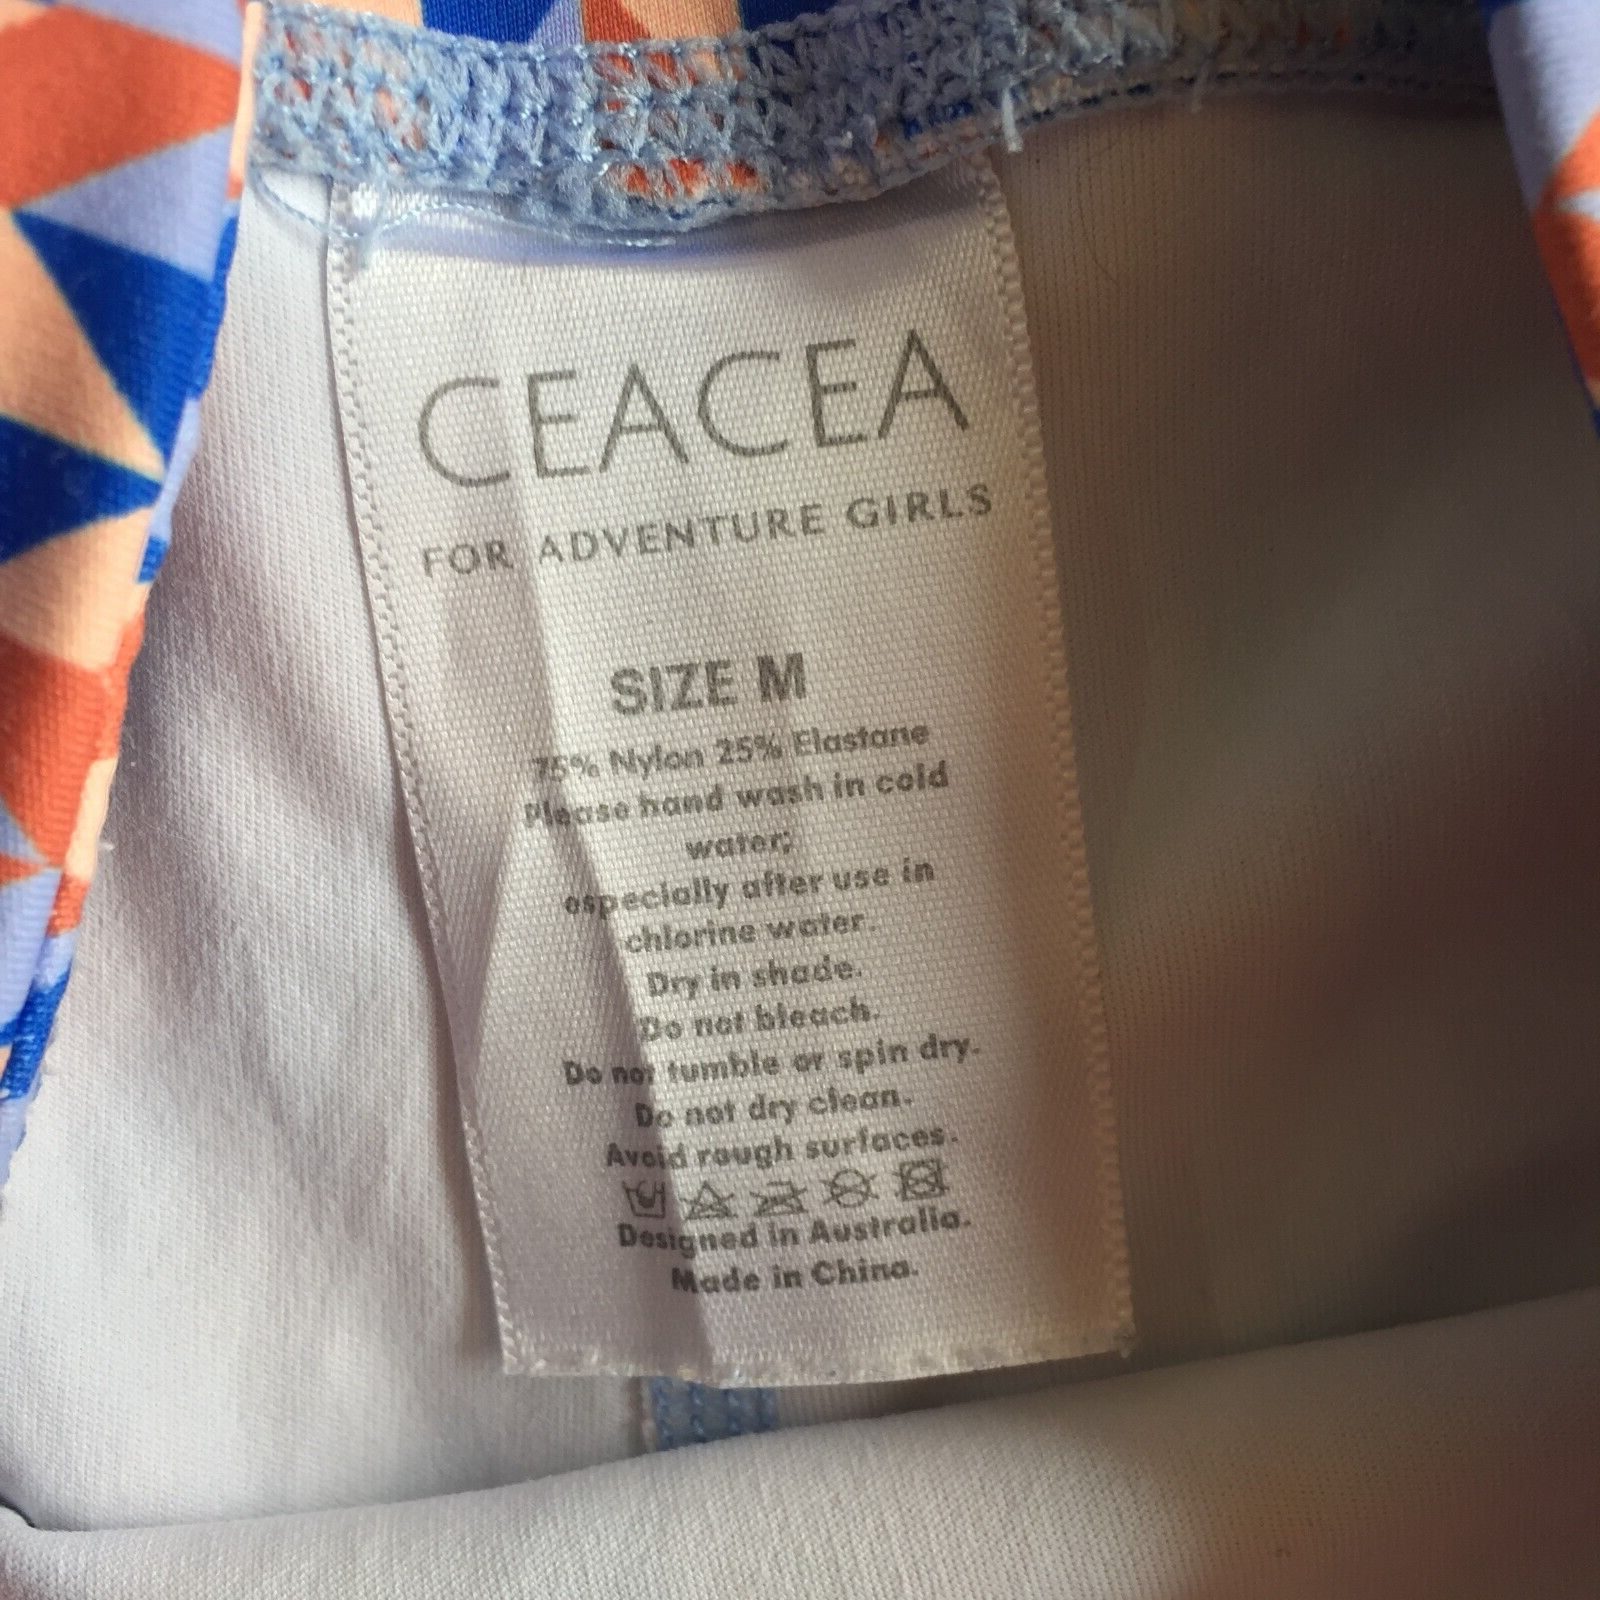 CEACEA
FOR ADVENTURE GIRLS
SIZE M
75% Nylon 25% Elastane
Please hand wash in cold
water;
especially after use in
chlorine water.
Dry in shade.
Do not bleach.
Do not tumble or spin dry.
Do not dry clean.
Avoid rough surfaces.
Designed in Australia.
Made in China.